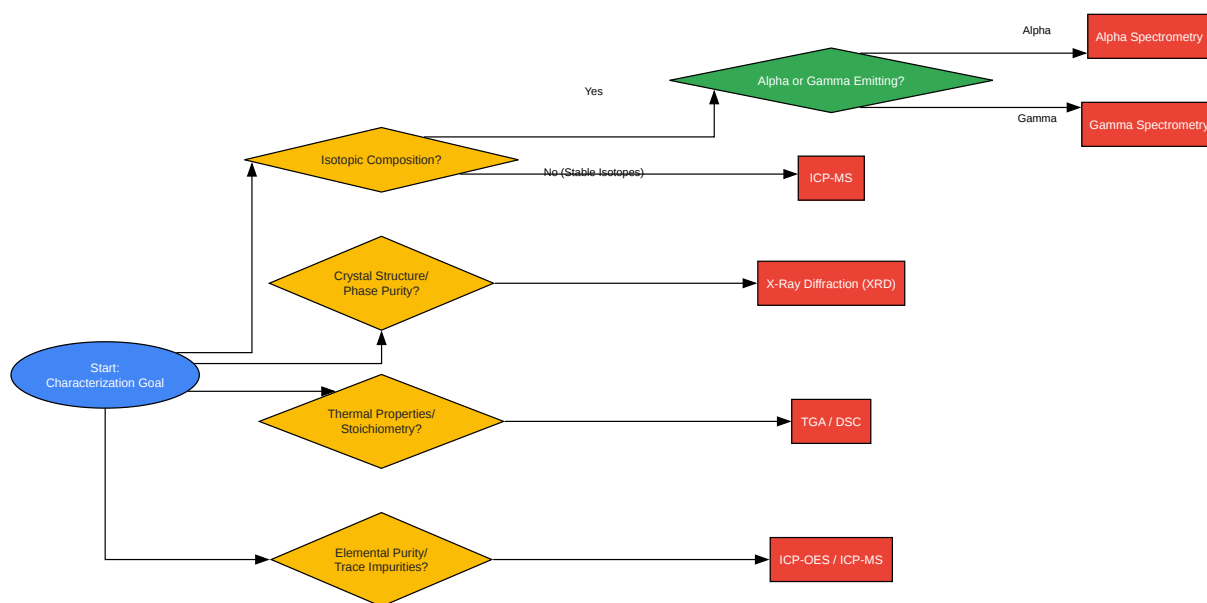 Alpha
Alpha Spectrometry
Alpha or Gamma Emitting?
Yes
Gamma
Gamma Spectrometry
Isotopic Composition?
No (Stable Isotopes)
ICP-MS
Crystal Structure/
Phase Purity?
X-Ray Diffraction (XRD)
Start:
Characterization Goal
Thermal Properties/
Stoichiometry?
TGA / DSC
Elemental Purity/
Trace Impurities?
ICP-OES / ICP-MS